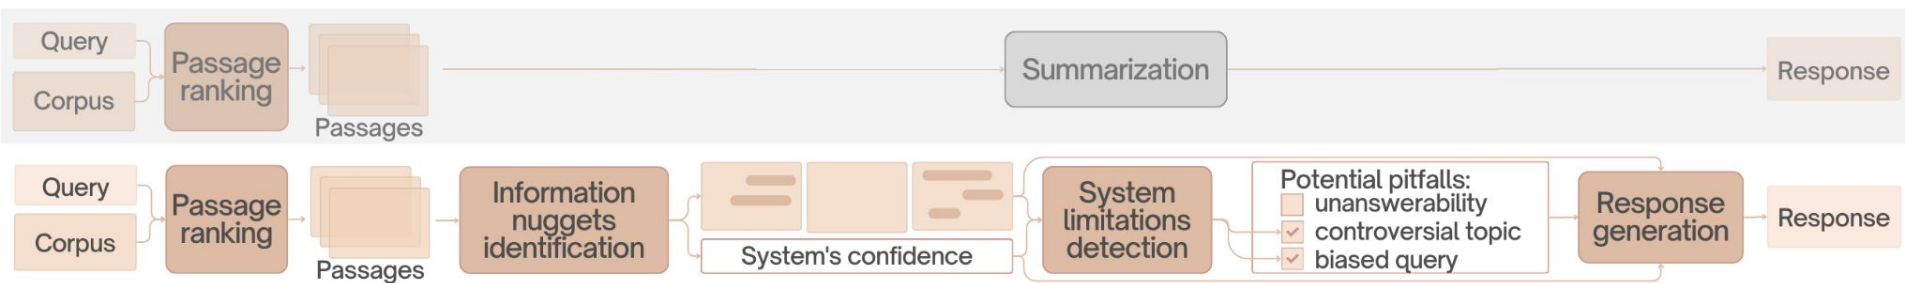 Query
Corpus
Passage
ranking
Passages
Summarization
Response
Query
Corpus
Passage
ranking
Passages
Information
nuggets
identification
System's confidence
System
limitations
detection
Potential pitfalls:
unanswerability
controversial topic
biased query
Response
generation
Response